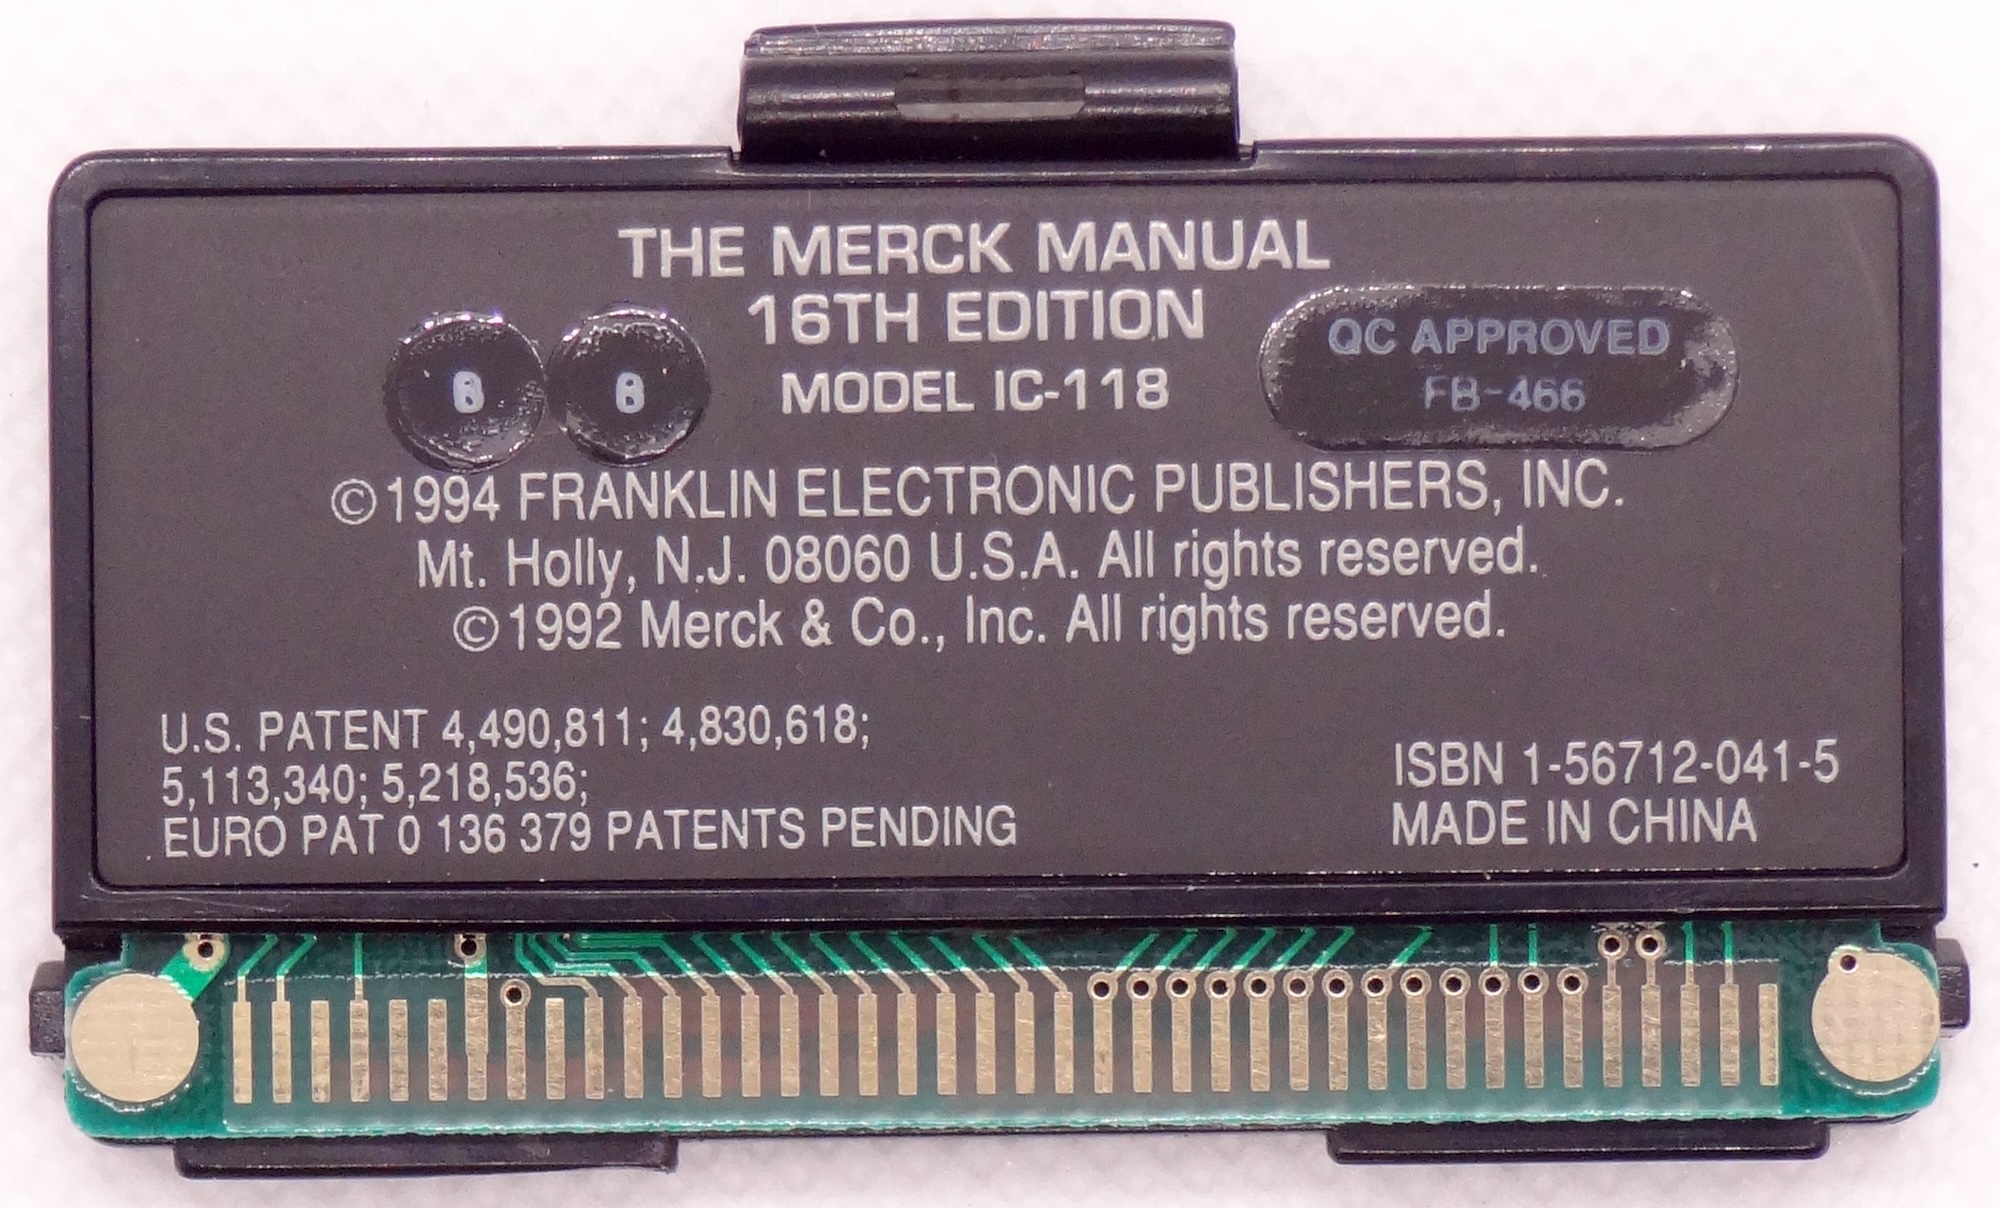 THE MERCK MANUAL
16TH EDITION
MODEL IC-118
B
8
QC APPROVED
FB-466
©1994 FRANKLIN ELECTRONIC PUBLISHERS, INC.
Mt. Holly, N.J. 08060 U.S.A. All rights reserved.
©1992 Merck & Co., Inc. All rights reserved.
U.S. PATENT 4,490,811; 4,830,618;
5,113,340; 5,218,536;
EURO PAT 0 136 379 PATENTS PENDING
ISBN 1-56712-041-5
MADE IN CHINA